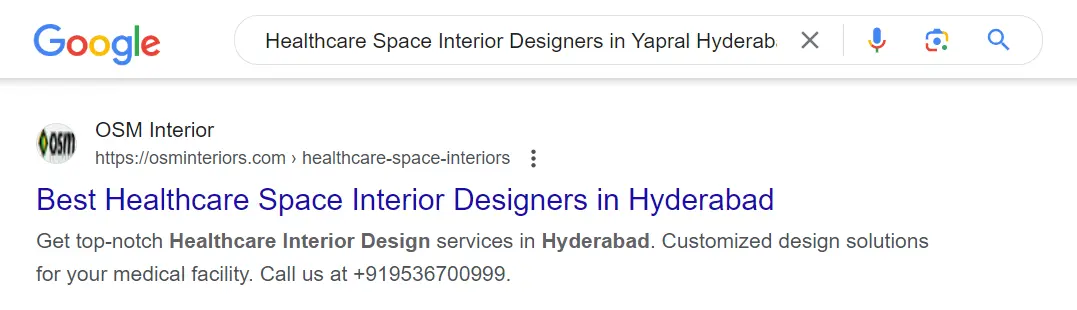 Google
Healthcare Space Interior Designers in Yapral Hyderab
OSM
OSM Interior
https://osminteriors.com › healthcare-space-interiors
Best Healthcare Space Interior Designers in Hyderabad
Get top-notch Healthcare Interior Design services in Hyderabad. Customized design solutions
for your medical facility. Call us at +919536700999.